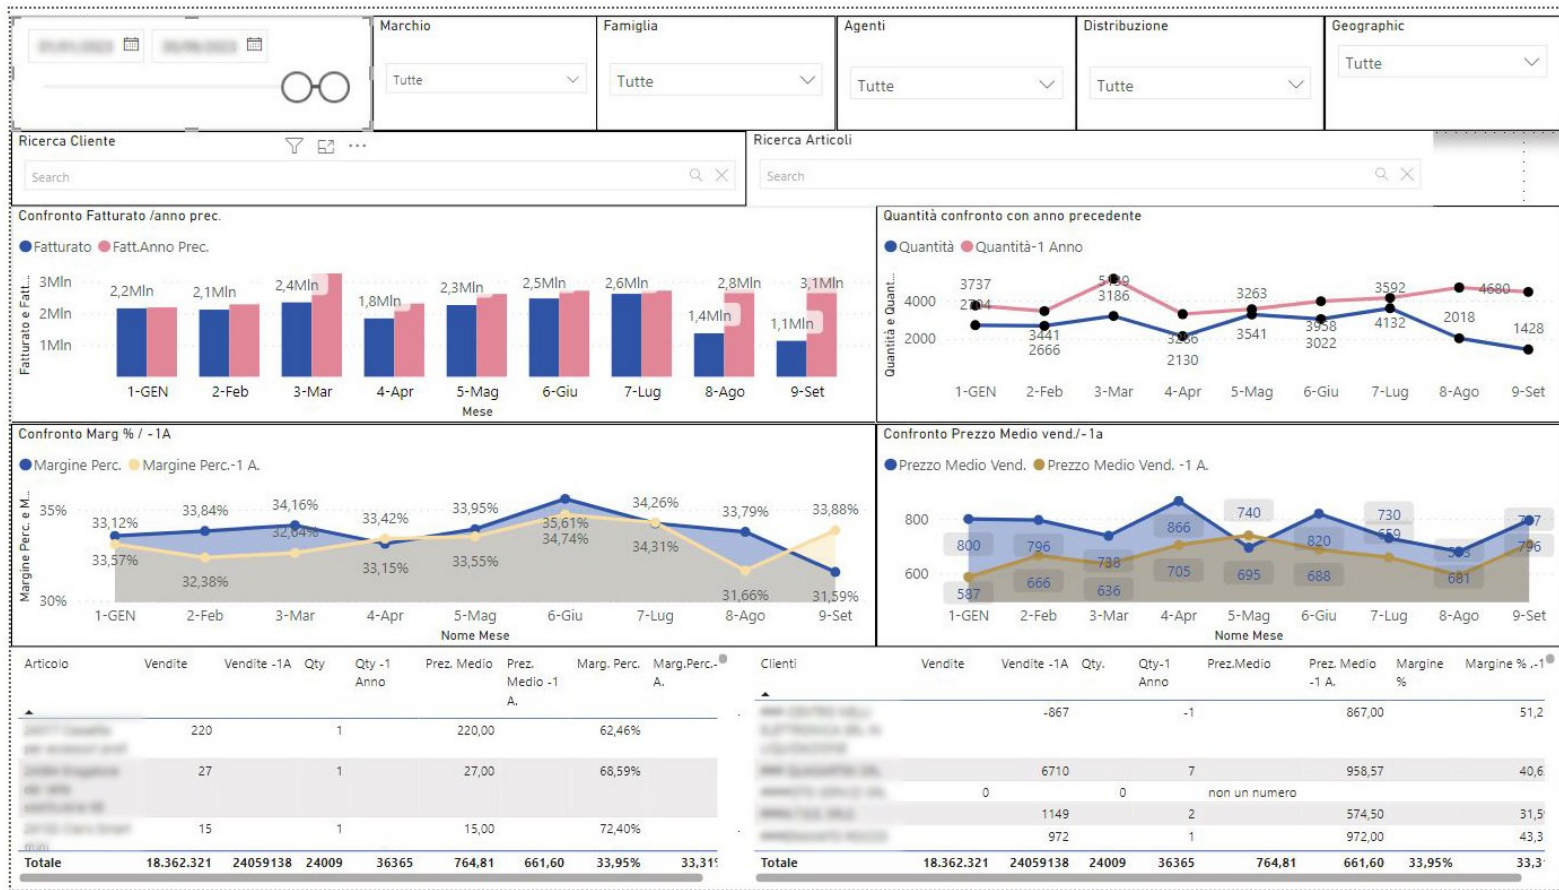 Marchio
Famiglia
Agenti
Distribuzione
Geographic
Tutte
Tutte
Tutte
Tutte
Tutte
Ricerca Cliente
Ricerca Articoli
Search
Search
Confronto Fatturato /anno prec.
Fatturato Fatt.Anno Prec.
Fatturato e Fatt...
3Mln
2Mln
1Mln
2,2Mln 2,1Mln 2,4Mln 1,8Mln 2,3Mln 2,5Mln 2,6Mln 2,8Mln 3,1Mln
1,4Mln 1,1Mln
1-GEN 2-Feb 3-Mar 4-Apr 5-Mag 6-Giu 7-Lug 8-Ago 9-Set
Mese
Quantità confronto con anno precedente
Quantità Quantità-1 Anno
Quantità e Quant...
4000
2000
3737 3186 3263 3592 4680
3441 3541 3958 4132 2018 1428
2666 2130 3022
1-GEN 2-Feb 3-Mar 4-Apr 5-Mag 6-Giu 7-Lug 8-Ago 9-Set
Confronto Marg % / -1A
Margine Perc. Margine Perc.-1 A.
Margine Perc. e M...
35%
30%
33,12% 33,84% 34,16% 33,42% 33,95% 35,61% 34,26% 33,79% 33,88%
33,57% 32,38% 32,64% 33,15% 33,55% 34,74% 34,31% 31,66% 31,59%
1-GEN 2-Feb 3-Mar 4-Apr 5-Mag 6-Giu 7-Lug 8-Ago 9-Set
Nome Mese
Confronto Prezzo Medio vend./-1a
Prezzo Medio Vend. Prezzo Medio Vend. -1 A.
800
600
800 796 738 866 740 820 730
587 666 636 705 695 688 681 796
1-GEN 2-Feb 3-Mar 4-Apr 5-Mag 6-Giu 7-Lug 8-Ago 9-Set
Nome Mese
Articolo Vendite Vendite -1A Qty Qty -1 Anno Prez. Medio Prez. Medio -1 A. Marg. Perc. Marg.Perc.- A.
220 1 220,00 62,46%
27 1 27,00 68,59%
15 1 15,00 72,40%
Totale 18.362.321 24059138 24009 36365 764,81 661,60 33,95% 33,31%
Clienti Vendite Vendite -1A Qty. Qty-1 Anno Prez.Medio Prez. Medio -1 A. Margine % Margine % .-1
-867 -1 867,00 51,2
6710 7 958,57 40,6
0 0 non un numero
1149 2 574,50 31,5
972 1 972,00 43,3
Totale 18.362.321 24059138 24009 36365 764,81 661,60 33,95% 33,3